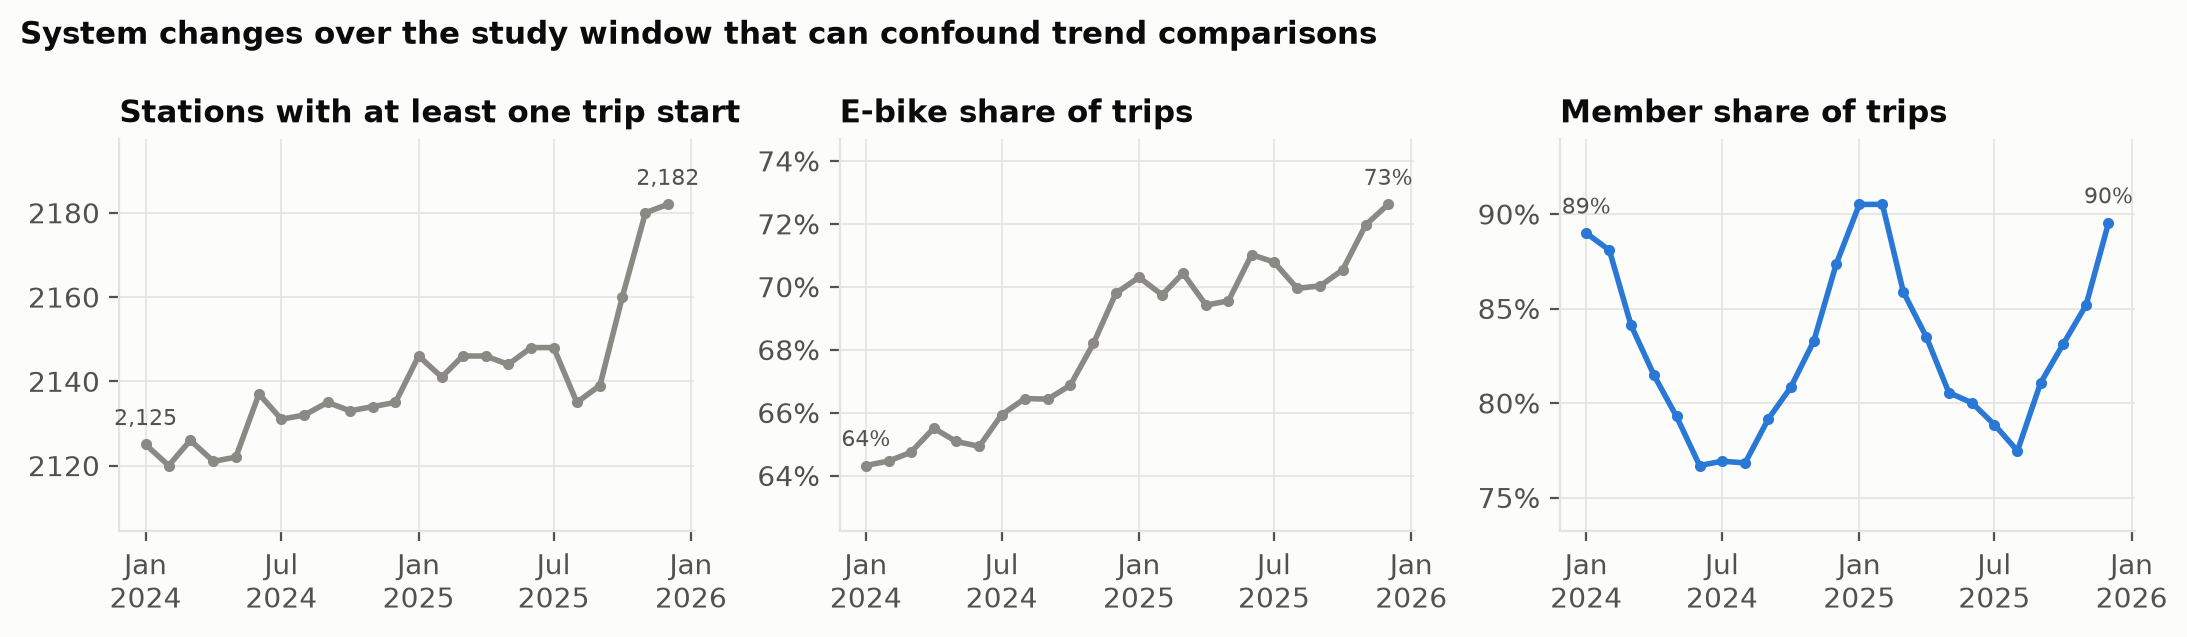 System changes over the study window that can confound trend comparisons
Stations with at least one trip start
2180
2160
2140
2120
2,125
2,182
Jan
2024
Jul
2024
Jan
2025
Jul
2025
Jan
2026
E-bike share of trips
74%
72%
70%
68%
66%
64%
64%
73%
Jan
2024
Jul
2024
Jan
2025
Jul
2025
Jan
2026
Member share of trips
90%
85%
80%
75%
89%
90%
Jan
2024
Jul
2024
Jan
2025
Jul
2025
Jan
2026